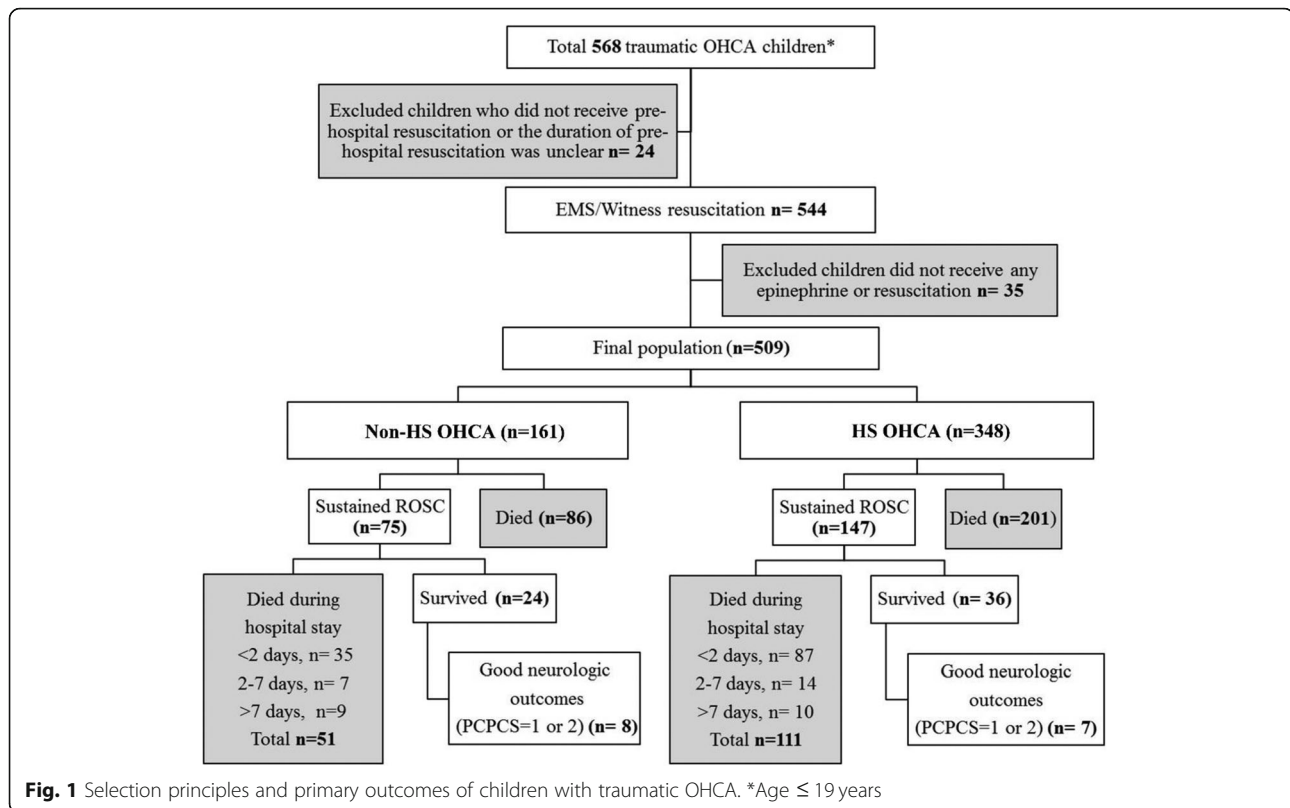 Total 568 traumatic OHCA children*
Excluded children who did not receive pre-
hospital resuscitation or the duration of pre-
hospital resuscitation was unclear n= 24
EMS/Witness resuscitation n= 544
Excluded children did not receive any
epinephrine or resuscitation n= 35
Final population (n=509)
Non-HS OHCA (n=161)
HS OHCA (n=348)
Sustained ROSC
(n=75)
Died (n=86)
Sustained ROSC
(n=147)
Died (n=201)
Died during
hospital stay
<2 days, n= 35
2-7 days, n= 7
>7 days, n=9
Total n=51
Survived (n=24)
Good neurologic
outcomes
(PCPCS=1 or 2) (n= 8)
Died during
hospital stay
<2 days, n= 87
2-7 days, n= 14
>7 days, n= 10
Total n=111
Survived (n= 36)
Good neurologic
outcomes
(PCPCS=1 or 2) (n= 7)
Fig. 1 Selection principles and primary outcomes of children with traumatic OHCA. *Age ≤ 19 years